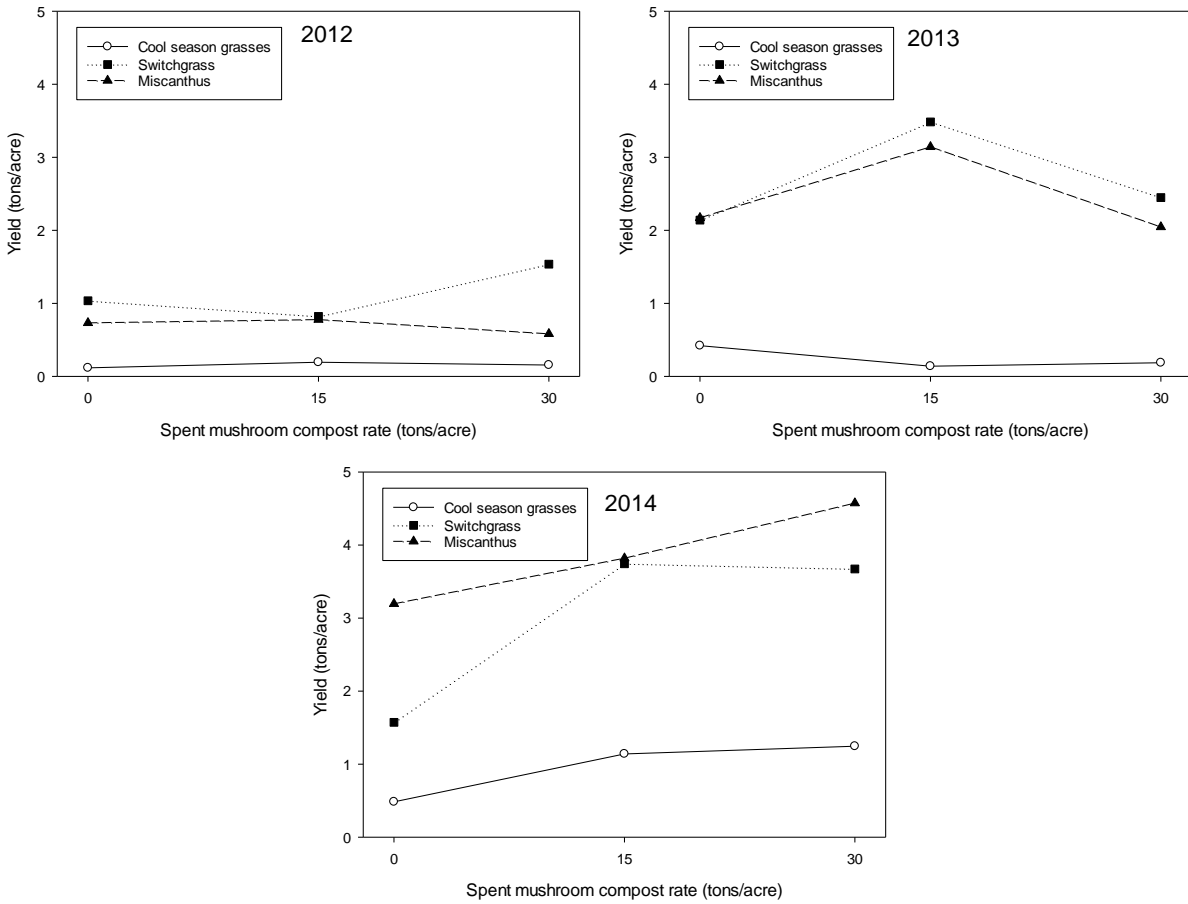 2012
Cool season grasses
Switchgrass
Miscanthus
Yield (tons/acre)
5
4
3
2
1
0
0 15 30
Spent mushroom compost rate (tons/acre)
2013
Cool season grasses
Switchgrass
Miscanthus
Yield (tons/acre)
5
4
3
2
1
0
0 15 30
Spent mushroom compost rate (tons/acre)
2014
Cool season grasses
Switchgrass
Miscanthus
Yield (tons/acre)
5
4
3
2
1
0
0 15 30
Spent mushroom compost rate (tons/acre)